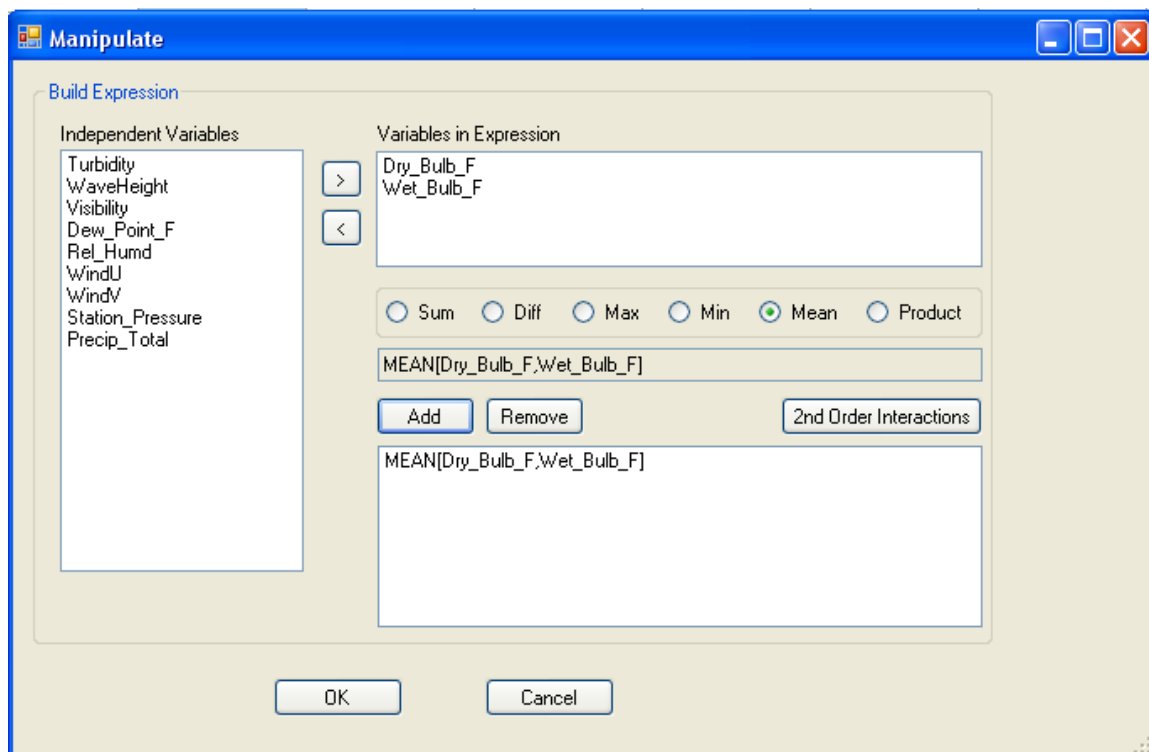 Manipulate
Build Expression
Independent Variables
Turbidity
WaveHeight
Visibility
Dew_Point_F
Rel_Humd
WindU
WindV
Station_Pressure
Precip_Total
>
<
Variables in Expression
Dry_Bulb_F
Wet_Bulb_F
Sum Diff Max Min Mean Product
MEAN[Dry_Bulb_F,Wet_Bulb_F]
Add Remove 2nd Order Interactions
MEAN[Dry_Bulb_F,Wet_Bulb_F]
OK Cancel